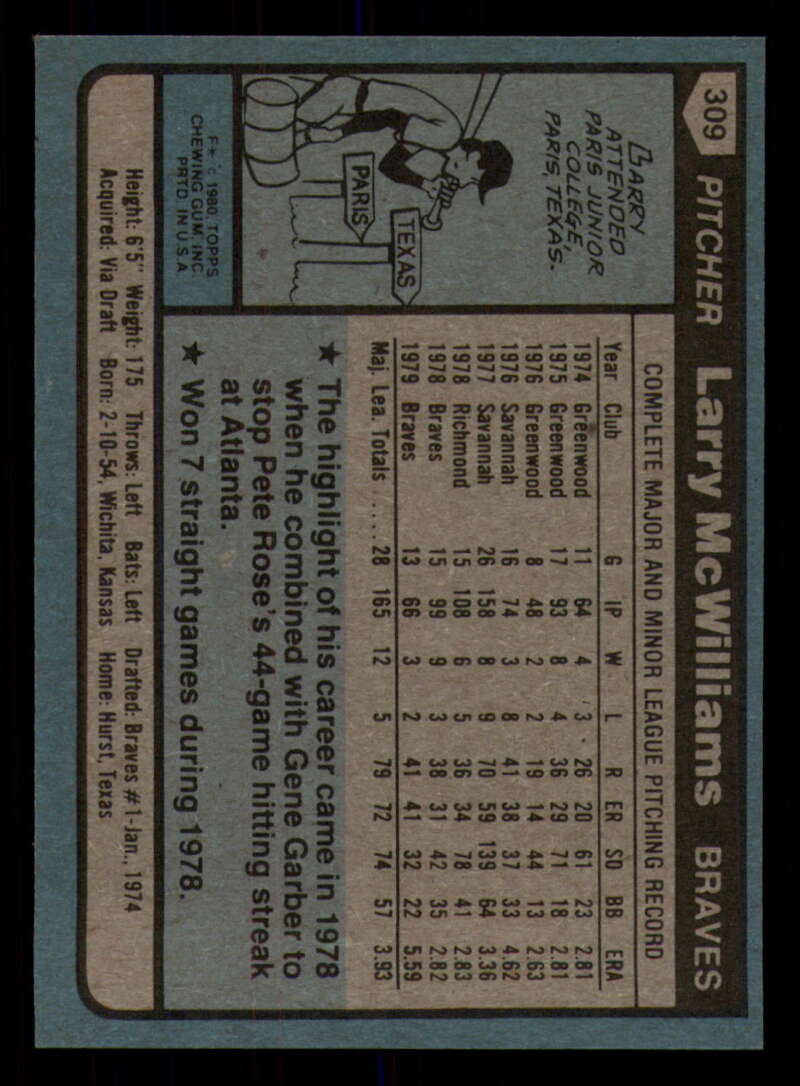 309 PITCHER Larry McWilliams BRAVES
LARRY
ATTENDED
PARIS JUNIOR
COLLEGE,
PARIS, TEXAS.
TEXAS
PARIS
F* © 1980 TOPPS
CHEWING GUM, INC.
PRTD. IN U S A
COMPLETE MAJOR AND MINOR LEAGUE PITCHING RECORD
Year Club G IP W L R ER SO BB ERA
1974 Greenwood 11 64 4 3 26 20 61 23 2.81
1975 Greenwood 17 93 8 4 36 29 71 18 2.81
1976 Greenwood 8 48 2 2 19 14 44 13 2.63
1976 Savannah 16 74 3 8 41 38 37 33 4.62
1977 Savannah 26 158 8 9 70 59 139 64 3.36
1978 Richmond 15 108 6 5 36 34 78 41 2.83
1978 Braves 15 99 9 3 38 31 42 35 2.82
1979 Braves 13 66 3 2 41 41 32 22 5.59
Maj. Lea. Totals .... 28 165 12 5 79 72 74 57 3.93
★ The highlight of his career came in 1978
when he combined with Gene Garber to
stop Pete Rose's 44-game hitting streak
at Atlanta.
★ Won 7 straight games during 1978.
Height: 6'5" Weight: 175 Throws: Left Bats: Left Drafted: Braves #1-Jan., 1974
Acquired: Via Draft Born: 2-10-54, Wichita, Kansas Home: Hurst, Texas